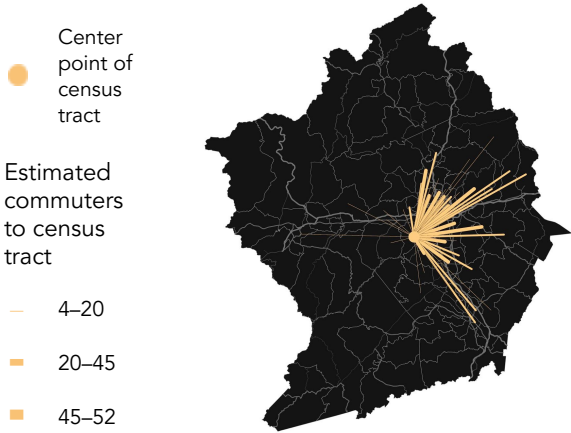 Center
point of
census
tract
Estimated
commuters
to census
tract
4–20
20–45
45–52